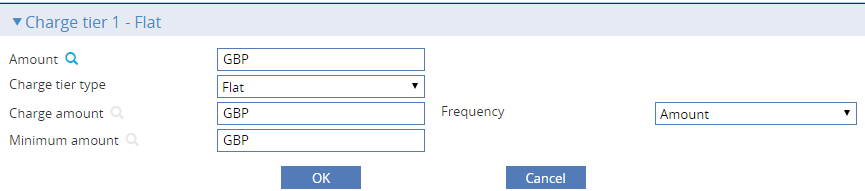 Charge tier 1 - Flat
Amount GBP
Charge tier type Flat
Charge amount GBP Frequency Amount
Minimum amount GBP
OK Cancel